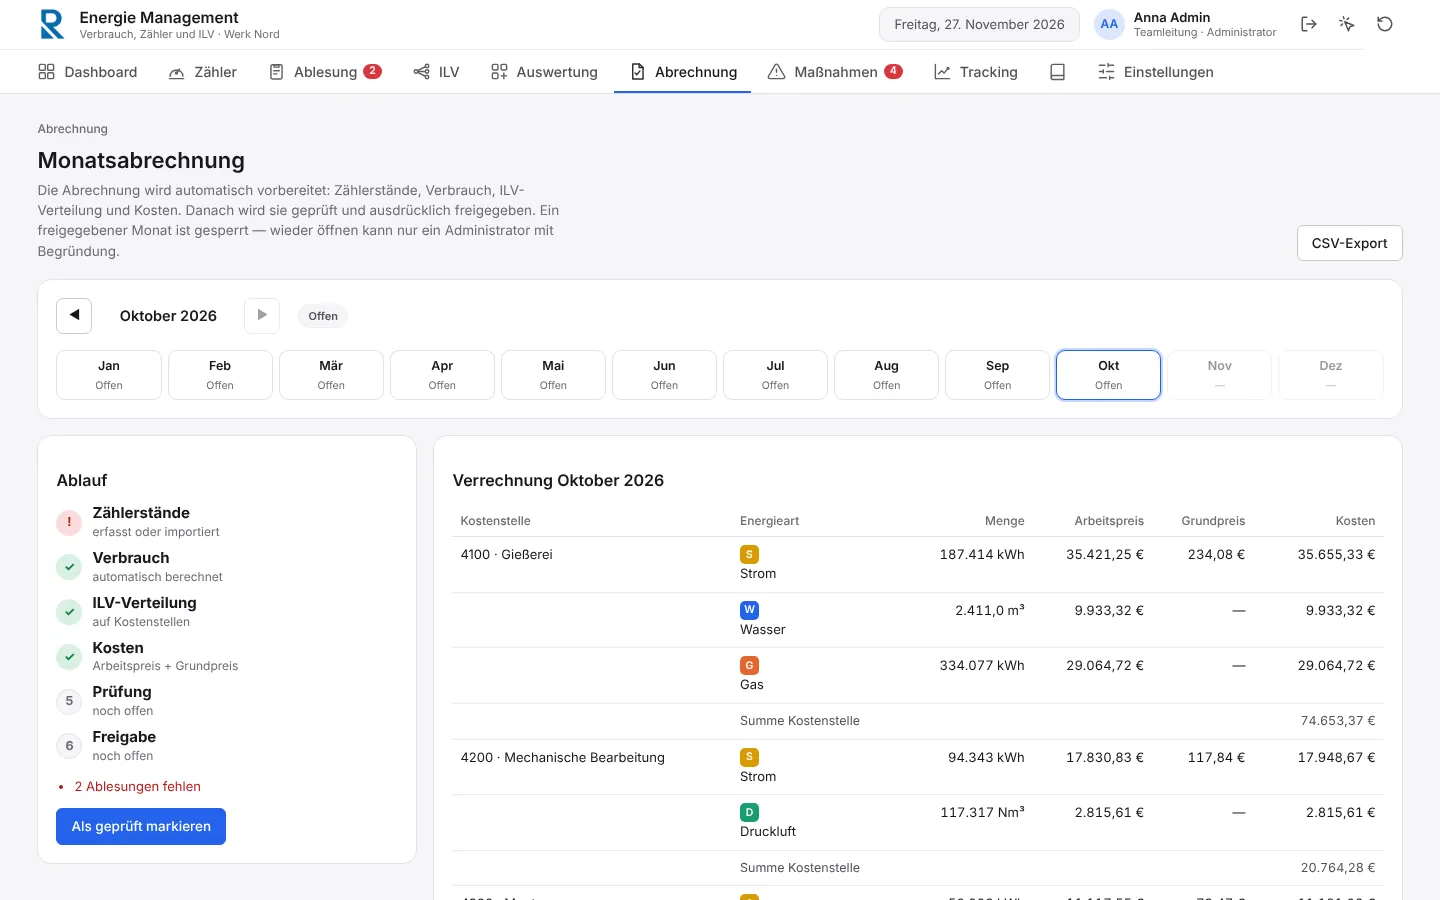 Energie Management
Verbrauch, Zähler und ILV · Werk Nord
Freitag, 27. November 2026
AA
Anna Admin
Teamleitung · Administrator
Dashboard
Zähler
Ablesung 2
ILV
Auswertung
Abrechnung
Maßnahmen 4
Tracking
Einstellungen
Abrechnung
Monatsabrechnung
Die Abrechnung wird automatisch vorbereitet: Zählerstände, Verbrauch, ILV-
Verteilung und Kosten. Danach wird sie geprüft und ausdrücklich freigegeben. Ein
freigegebener Monat ist gesperrt — wieder öffnen kann nur ein Administrator mit
Begründung.
CSV-Export
Oktober 2026
Offen
Jan Feb Mär Apr Mai Jun Jul Aug Sep Okt Nov Dez
Offen Offen Offen Offen Offen Offen Offen Offen Offen Offen — —
Ablauf
! Zählerstände
erfasst oder importiert
Verbrauch
automatisch berechnet
ILV-Verteilung
auf Kostenstellen
Kosten
Arbeitspreis + Grundpreis
5 Prüfung
noch offen
6 Freigabe
noch offen
• 2 Ablesungen fehlen
Als geprüft markieren
Verrechnung Oktober 2026
Kostenstelle Energieart Menge Arbeitspreis Grundpreis Kosten
4100 · Gießerei S 187.414 kWh 35.421,25 € 234,08 € 35.655,33 €
Strom
W 2.411,0 m³ 9.933,32 € — 9.933,32 €
Wasser
G 334.077 kWh 29.064,72 € — 29.064,72 €
Gas
Summe Kostenstelle 74.653,37 €
4200 · Mechanische Bearbeitung S 94.343 kWh 17.830,83 € 117,84 € 17.948,67 €
Strom
D 117.317 Nm³ 2.815,61 € — 2.815,61 €
Druckluft
Summe Kostenstelle 20.764,28 €